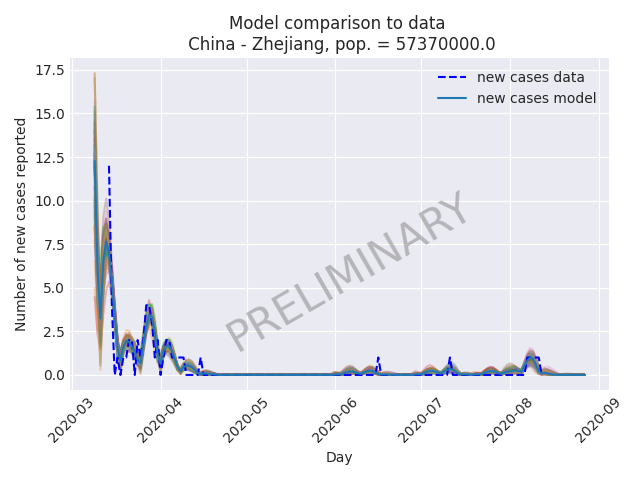 Model comparison to data
China - Zhejiang, pop. = 57370000.0
17.5
15.0
12.5
10.0
7.5
5.0
2.5
0.0
Number of new cases reported
new cases data
new cases model
PRELIMINARY
2020-03
2020-04
2020-05
2020-06
2020-07
2020-08
2020-09
Day